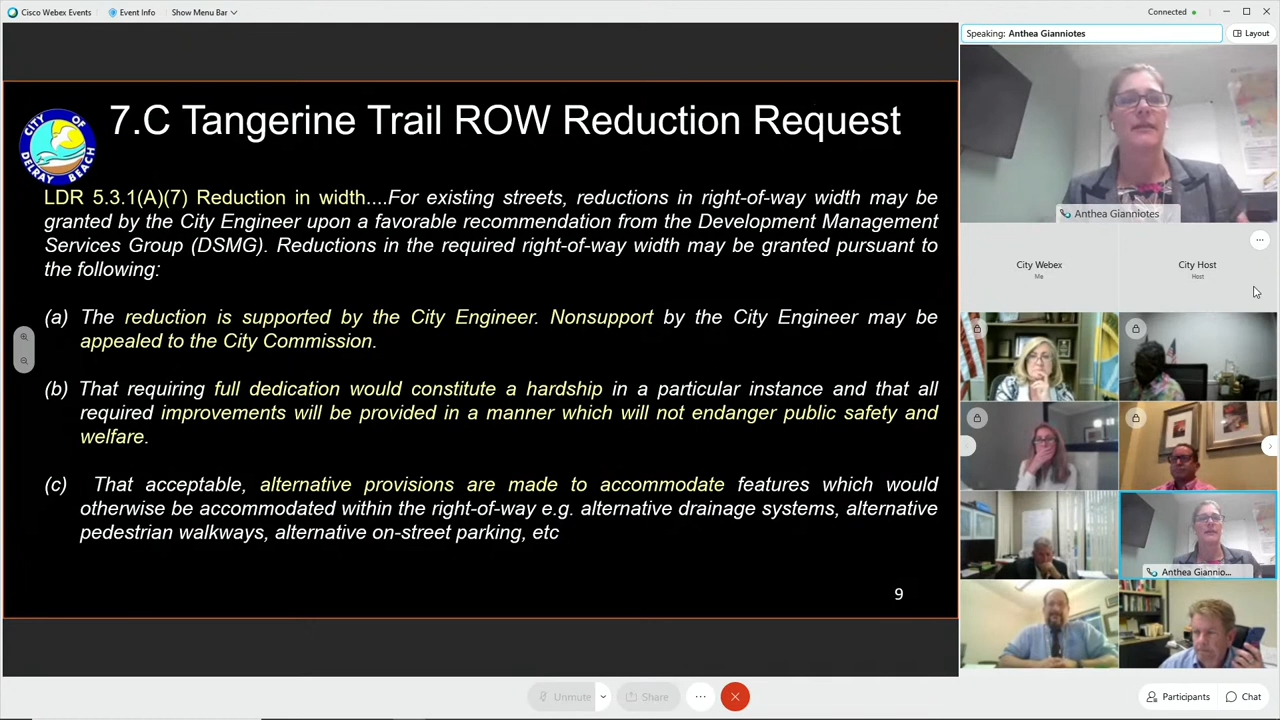 Cisco Webex Events
Event Info
Show Menu Bar
Connected
Speaking: Anthea Gianniotes
Layout
CITY OF
DELRAY BEACH
7.C Tangerine Trail ROW Reduction Request
LDR 5.3.1(A)(7) Reduction in width....For existing streets, reductions in right-of-way width may be
granted by the City Engineer upon a favorable recommendation from the Development Management
Services Group (DSMG). Reductions in the required right-of-way width may be granted pursuant to
the following:
(a) The reduction is supported by the City Engineer. Nonsupport by the City Engineer may be
appealed to the City Commission.
(b) That requiring full dedication would constitute a hardship in a particular instance and that all
required improvements will be provided in a manner which will not endanger public safety and
welfare.
(c) That acceptable, alternative provisions are made to accommodate features which would
otherwise be accommodated within the right-of-way e.g. alternative drainage systems, alternative
pedestrian walkways, alternative on-street parking, etc
9
Anthea Gianniotes
City Webex
Me
City Host
Host
Anthea Giannio...
Unmute
Share
Participants
Chat